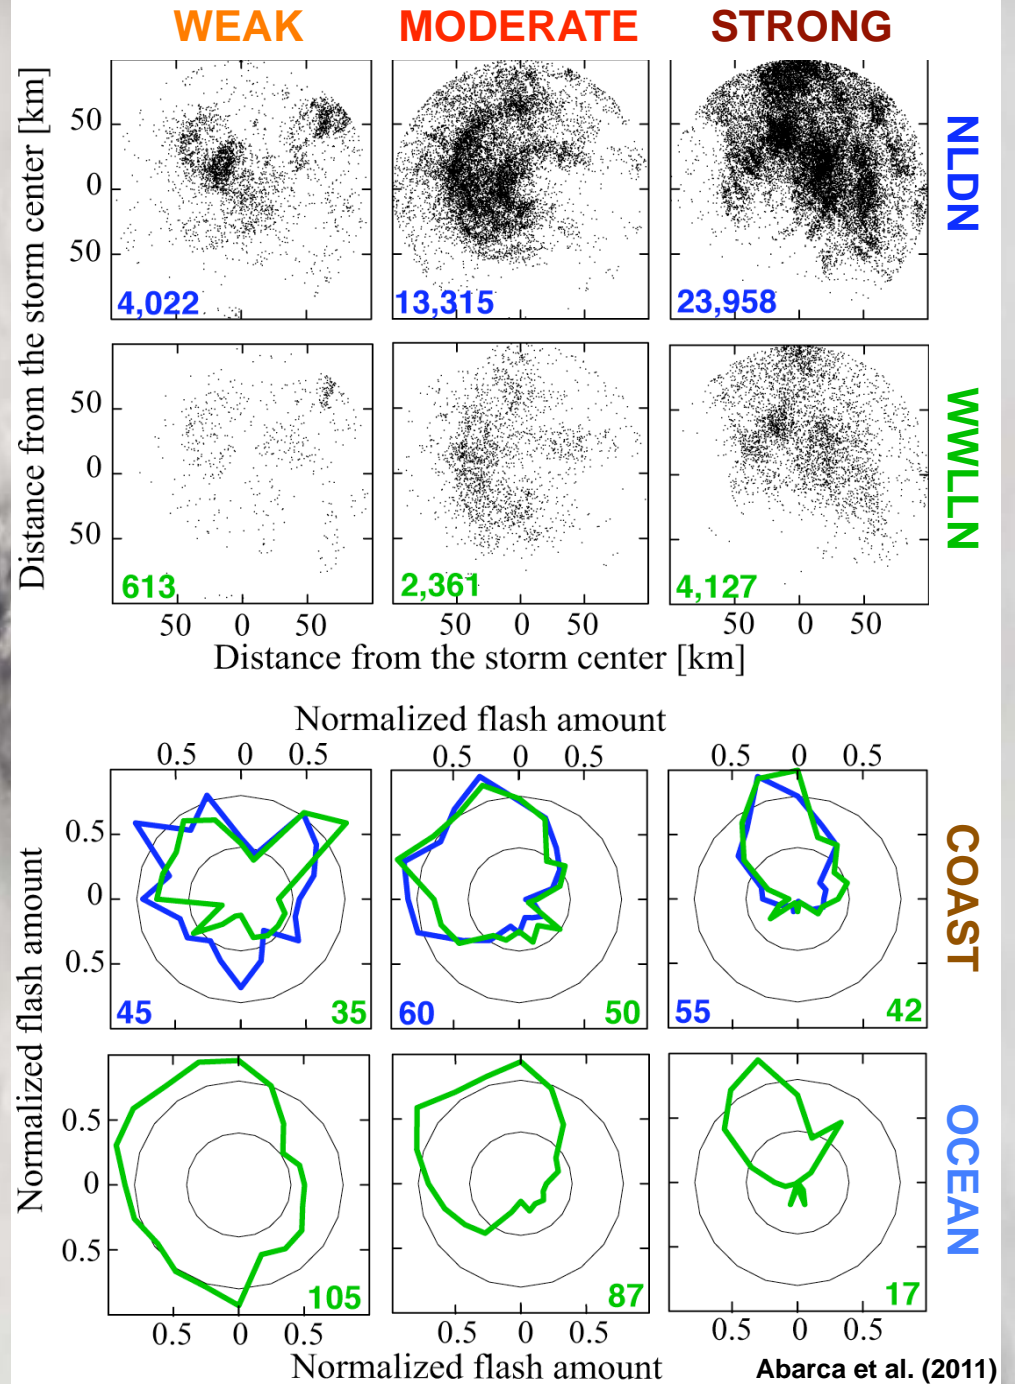 WEAK MODERATE STRONG
Distance from the storm center [km]
50
0
50
4,022
13,315
23,958
NLDN
50
0
50
613
2,361
4,127
WWLLN
50 0 50 50 0 50 50 0 50
Distance from the storm center [km]
Normalized flash amount
0.5 0 0.5 0.5 0 0.5 0.5 0 0.5
Normalized flash amount
0.5
0
0.5
45 35
60 50
55 42
COAST
0.5
0
0.5
105
87
17
OCEAN
0.5 0 0.5 0.5 0 0.5 0.5 0 0.5
Normalized flash amount
Abarca et al. (2011)